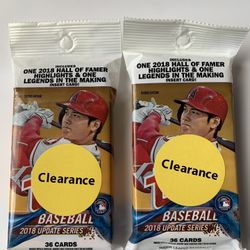 INCLUDES
ONE 2018 HALL OF FAMER
HIGHLIGHTS & ONE
LEGENDS IN THE MAKING
INSERT CARD!
Clearance
BASEBALL
2018 UPDATE SERIES
36 CARDS
INCLUDES
ONE 2018 HALL OF FAMER
HIGHLIGHTS & ONE
LEGENDS IN THE MAKING
INSERT CARD!
Clearance
BASEBALL
2018 UPDATE SERIES
36 CARDS